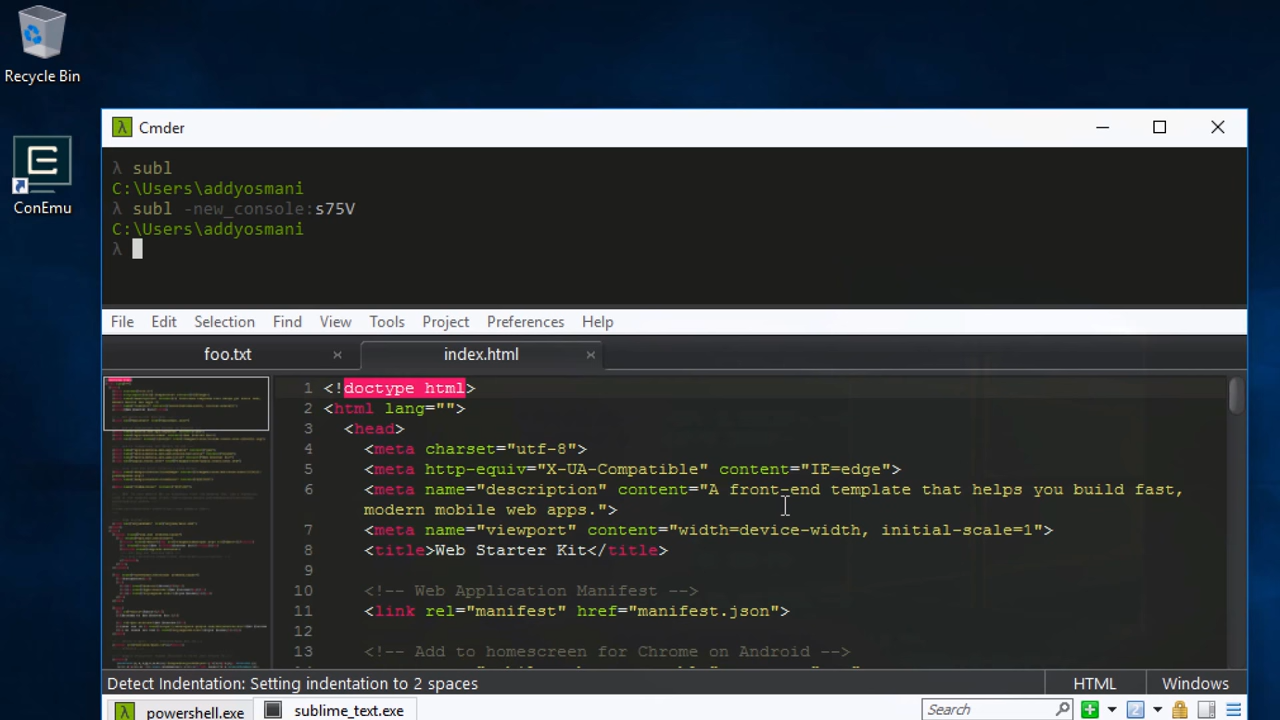 Recycle Bin
ConEmu
Cmder
λ subl
C:\Users\addyosmani
λ subl -new_console:s75V
C:\Users\addyosmani
λ
File Edit Selection Find View Tools Project Preferences Help
foo.txt × index.html ×
1 <!doctype html>
2 <html lang="">
3 <head>
4 <meta charset="utf-8">
5 <meta http-equiv="X-UA-Compatible" content="IE=edge">
6 <meta name="description" content="A front-end template that helps you build fast,
modern mobile web apps.">
7 <meta name="viewport" content="width=device-width, initial-scale=1">
8 <title>Web Starter Kit</title>
9
10 <!-- Web Application Manifest -->
11 <link rel="manifest" href="manifest.json">
12
13 <!-- Add to homescreen for Chrome on Android -->
Detect Indentation: Setting indentation to 2 spaces HTML Windows
powershell.exe sublime_text.exe Search